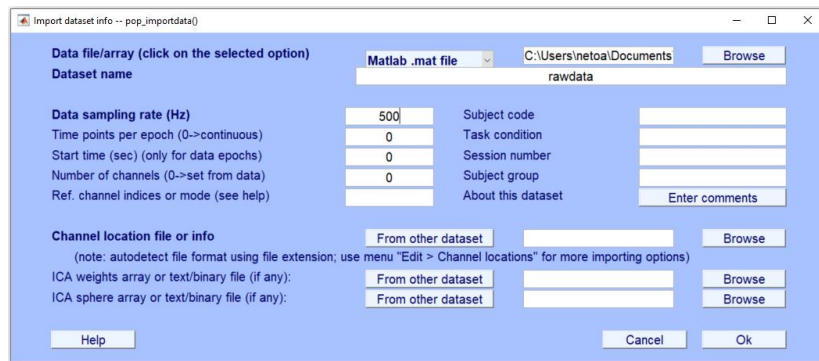 Import dataset info -- pop_importdata()
Data file/array (click on the selected option) Matlab .mat file C:\Users\netoa\Documents Browse
Dataset name rawdata
Data sampling rate (Hz) 500 Subject code
Time points per epoch (0->continuous) 0 Task condition
Start time (sec) (only for data epochs) 0 Session number
Number of channels (0->set from data) 0 Subject group
Ref. channel indices or mode (see help) About this dataset Enter comments
Channel location file or info From other dataset Browse
(note: autodetect file format using file extension; use menu "Edit > Channel locations" for more importing options)
ICA weights array or text/binary file (if any): From other dataset Browse
ICA sphere array or text/binary file (if any): From other dataset Browse
Help Cancel Ok